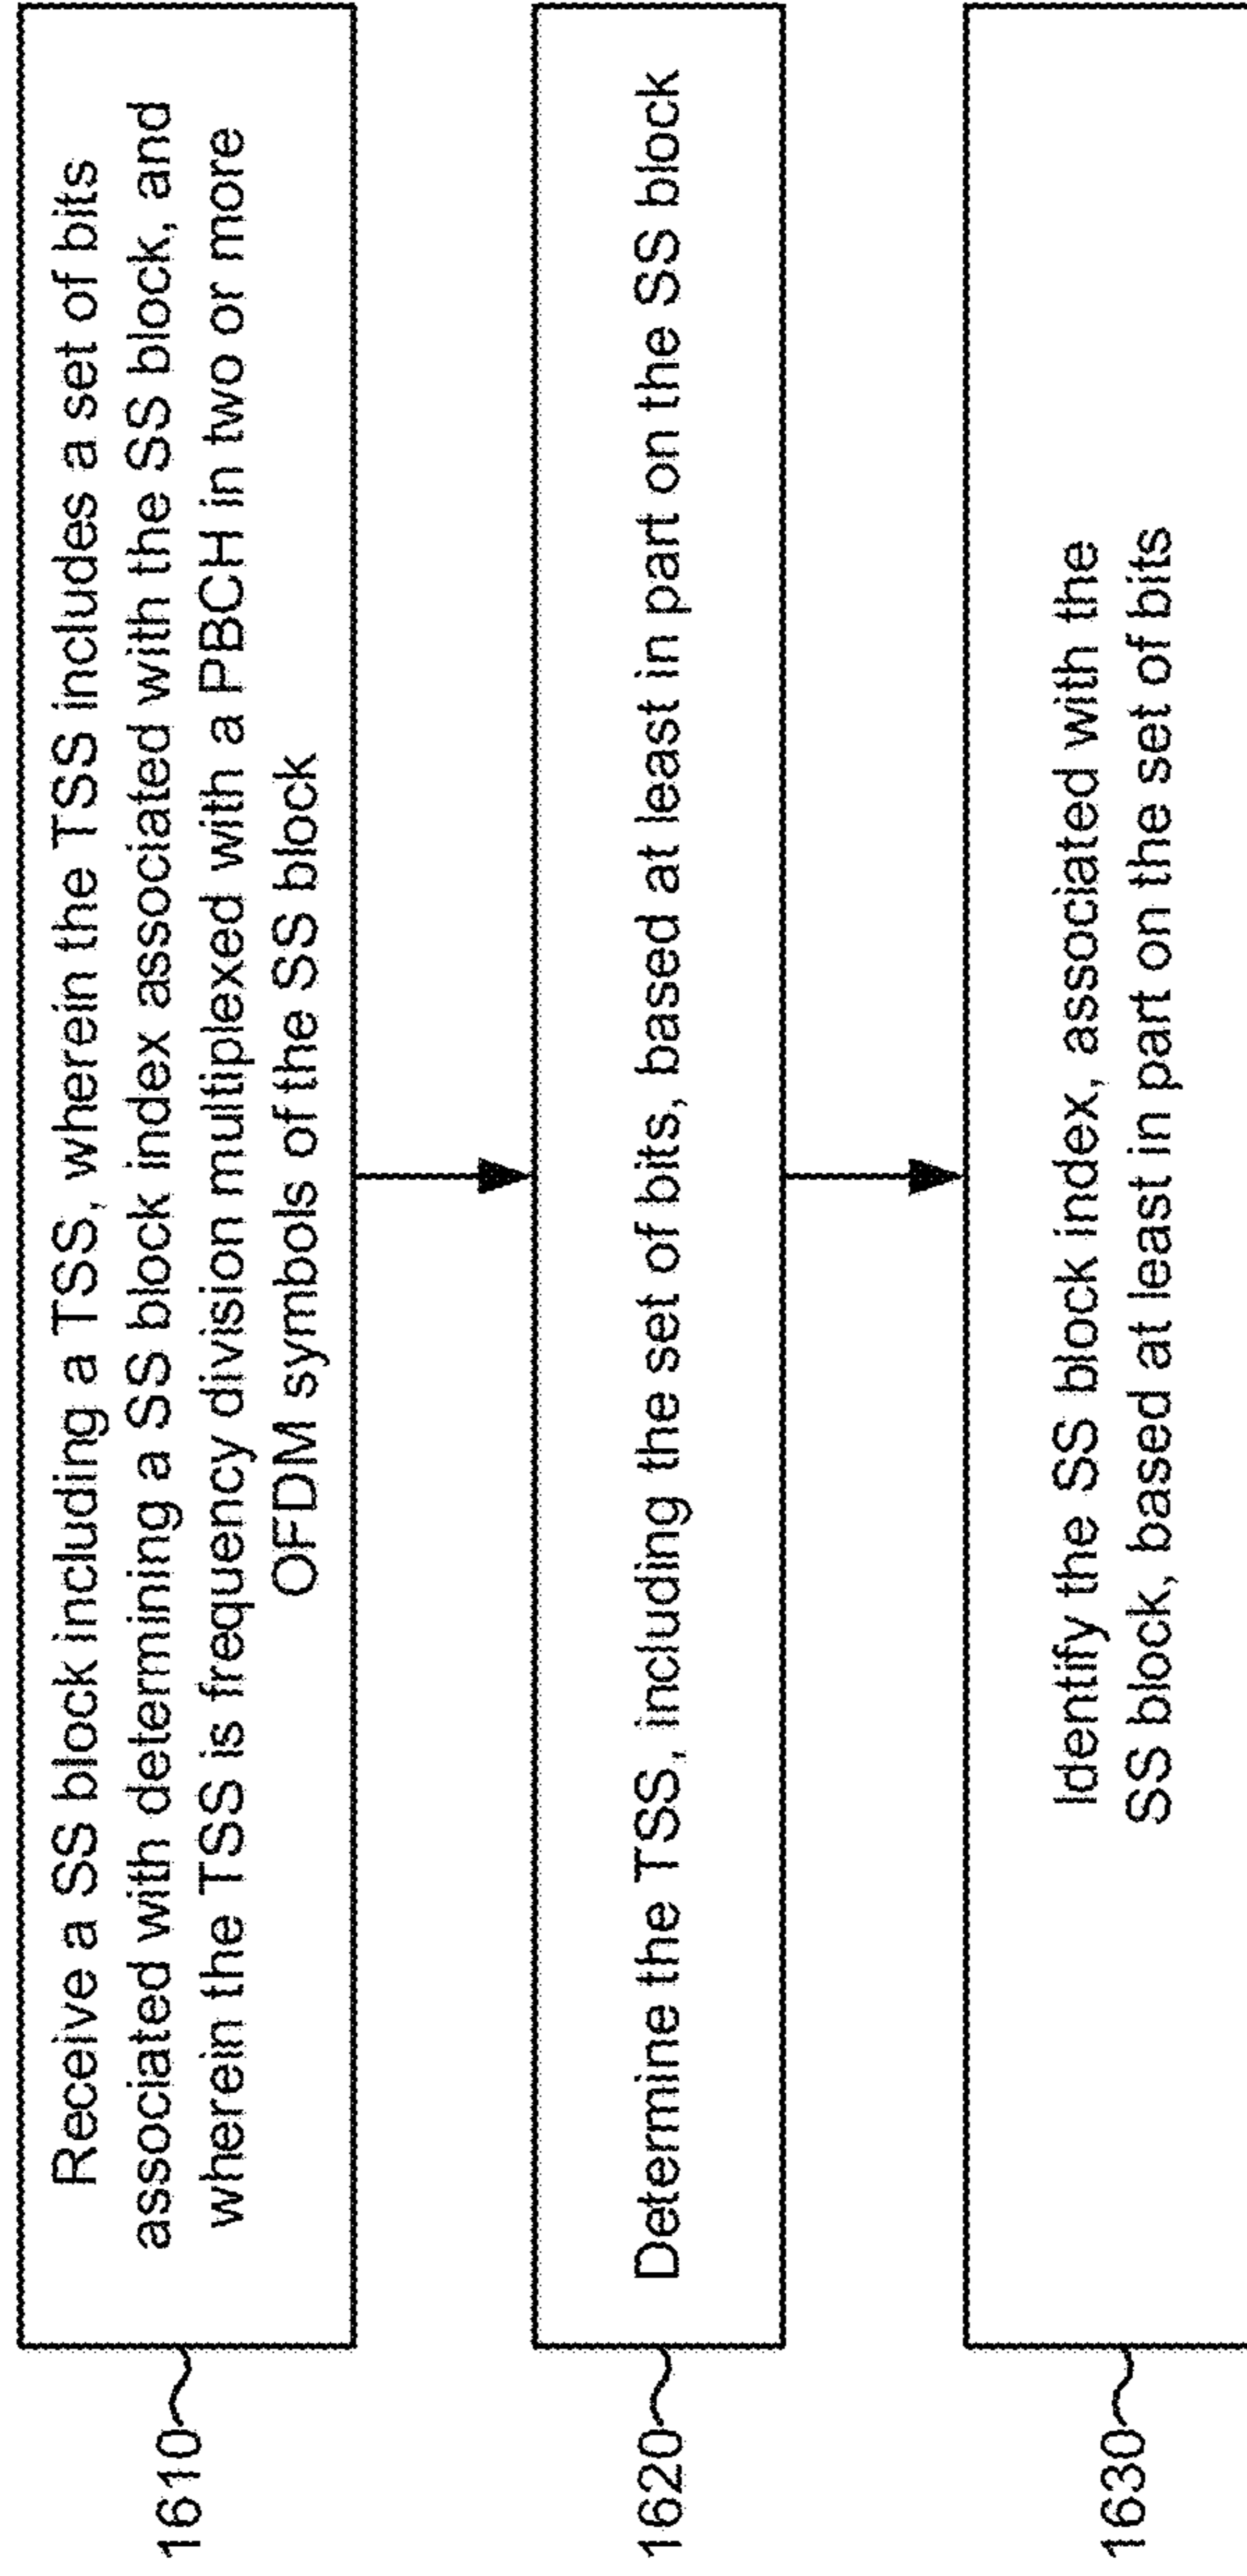 1610
Receive a SS block including a TSS, wherein the TSS includes a set of bits
associated with determining a SS block index associated with the SS block, and
wherein the TSS is frequency division multiplexed with a PBCH in two or more
OFDM symbols of the SS block
1620
Determine the TSS, including the set of bits, based at least in part on the SS block
1630
Identify the SS block index, associated with the
SS block, based at least in part on the set of bits